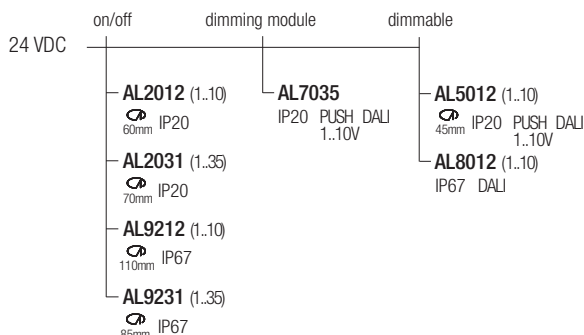 on/off
dimming module
dimmable
24 VDC
AL2012 (1..10)
60mm IP20
AL2031 (1..35)
70mm IP20
AL9212 (1..10)
110mm IP67
AL9231 (1..35)
85mm IP67
AL7035
IP20 PUSH DALI
1..10V
AL5012 (1..10)
45mm IP20 PUSH DALI
1..10V
AL8012 (1..10)
IP67 DALI